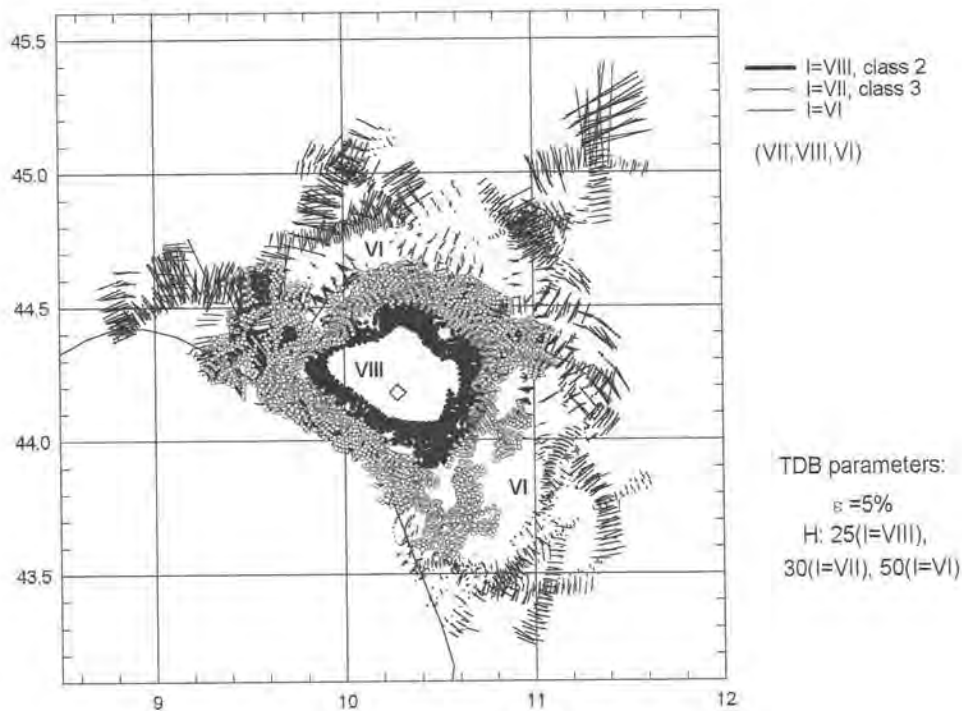 45.5
45.0
44.5
44.0
43.5
9
10
11
12
VI
VIII
VI
I=VIII, class 2
I=VII, class 3
I=VI
(VII,VIII,VI)
TDB parameters:
ε =5%
H: 25(I=VIII),
30(I=VII), 50(I=VI)